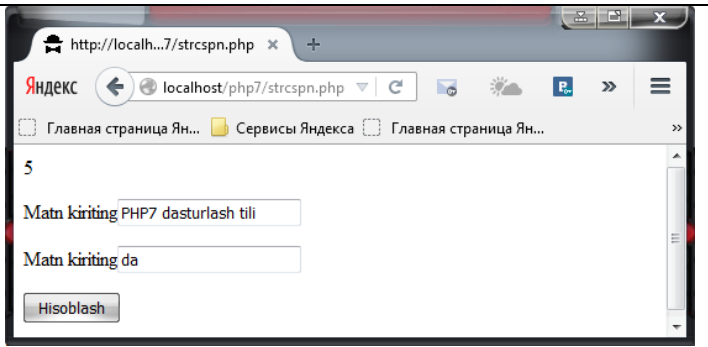 http://localh...7/strcspn.php × +
Яндекс localhost/php7/strcspn.php P. »
Главная страница Ян... Сервисы Яндекса Главная страница Ян... »
5
Matn kiriting PHP7 dasturlash tili
Matn kiriting da
Hisoblash